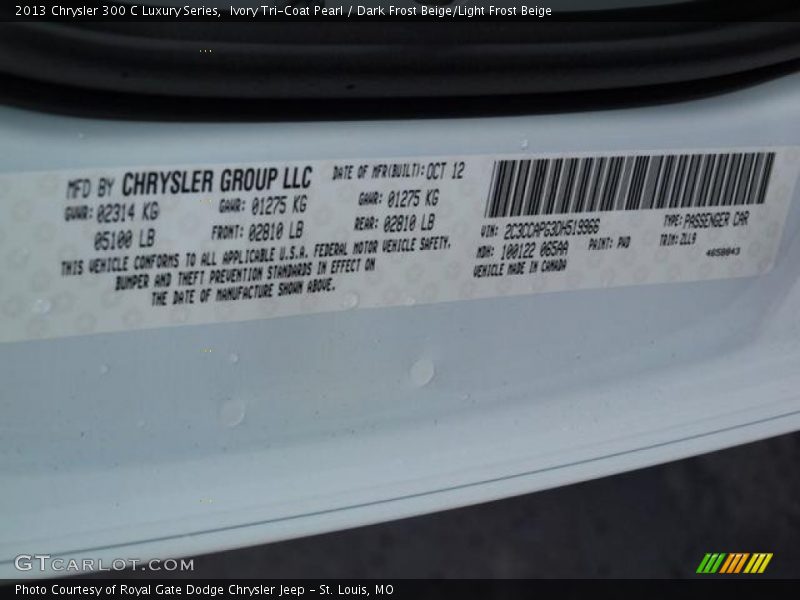 2013 Chrysler 300 C Luxury Series, Ivory Tri-Coat Pearl / Dark Frost Beige/Light Frost Beige
MFD BY CHRYSLER GROUP LLC DATE OF MFR(BUILT): OCT 12
GVWR: 02314 KG GAWR: 01275 KG GAWR: 01275 KG
05100 LB FRONT: 02810 LB REAR: 02810 LB
THIS VEHICLE CONFORMS TO ALL APPLICABLE U.S.A. FEDERAL MOTOR VEHICLE SAFETY,
BUMPER AND THEFT PREVENTION STANDARDS IN EFFECT ON
THE DATE OF MANUFACTURE SHOWN ABOVE.
VIN: 2C3CCAPG3DH519966 TYPE: PASSENGER CAR
MDH: 100122 065AA PAINT: PWD TRIM: ZLL9
VEHICLE MADE IN CANADA 4658043
GTCARLOT.COM
Photo Courtesy of Royal Gate Dodge Chrysler Jeep - St. Louis, MO